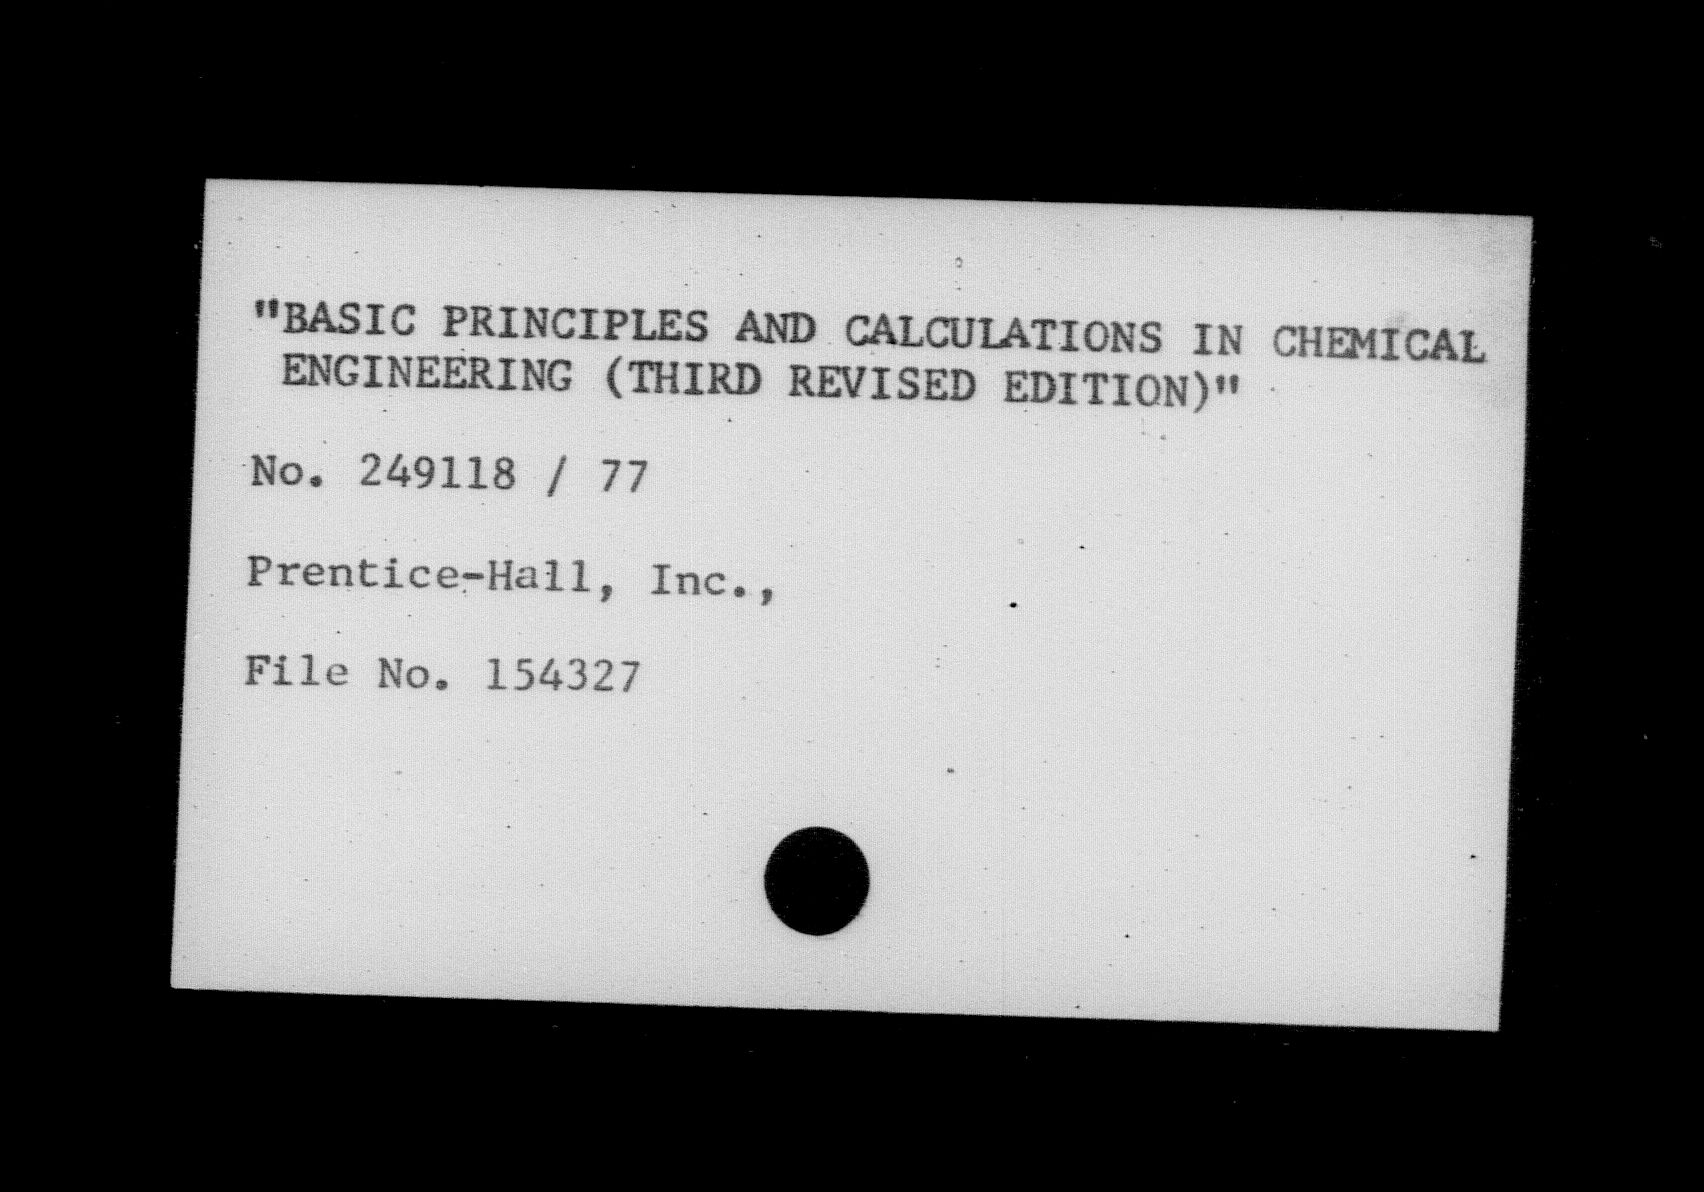 "BASIC PRINCIPLES AND CALCULATIONS IN CHEMICAL
ENGINEERING (THIRD REVISED EDITION)"
No. 249118 / 77
Prentice-Hall, Inc.,
File No. 154327